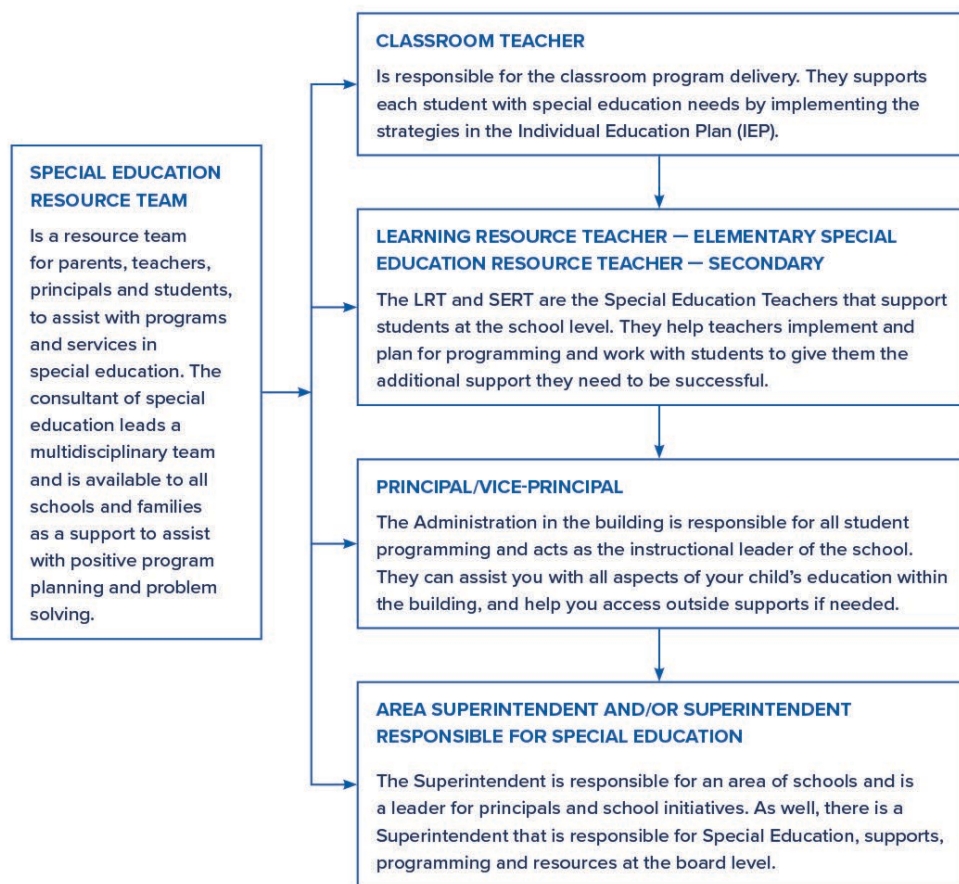 CLASSROOM TEACHER
Is responsible for the classroom program delivery. They supports
each student with special education needs by implementing the
strategies in the Individual Education Plan (IEP).
SPECIAL EDUCATION
RESOURCE TEAM
Is a resource team
for parents, teachers,
principals and students,
to assist with programs
and services in
special education. The
consultant of special
education leads a
multidisciplinary team
and is available to all
schools and families
as a support to assist
with positive program
planning and problem
solving.
LEARNING RESOURCE TEACHER — ELEMENTARY SPECIAL
EDUCATION RESOURCE TEACHER — SECONDARY
The LRT and SERT are the Special Education Teachers that support
students at the school level. They help teachers implement and
plan for programming and work with students to give them the
additional support they need to be successful.
PRINCIPAL/VICE-PRINCIPAL
The Administration in the building is responsible for all student
programming and acts as the instructional leader of the school.
They can assist you with all aspects of your child's education within
the building, and help you access outside supports if needed.
AREA SUPERINTENDENT AND/OR SUPERINTENDENT
RESPONSIBLE FOR SPECIAL EDUCATION
The Superintendent is responsible for an area of schools and is
a leader for principals and school initiatives. As well, there is a
Superintendent that is responsible for Special Education, supports,
programming and resources at the board level.